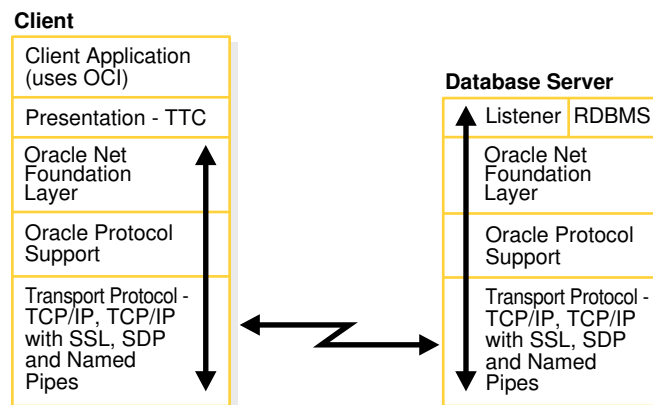 Client
Client Application
(uses OCI)
Presentation - TTC
Oracle Net
Foundation
Layer
Oracle Protocol
Support
Transport Protocol -
TCP/IP, TCP/IP
with SSL, SDP
and Named
Pipes
Database Server
Listener
RDBMS
Oracle Net
Foundation
Layer
Oracle Protocol
Support
Transport Protocol -
TCP/IP, TCP/IP
with SSL, SDP
and Named
Pipes